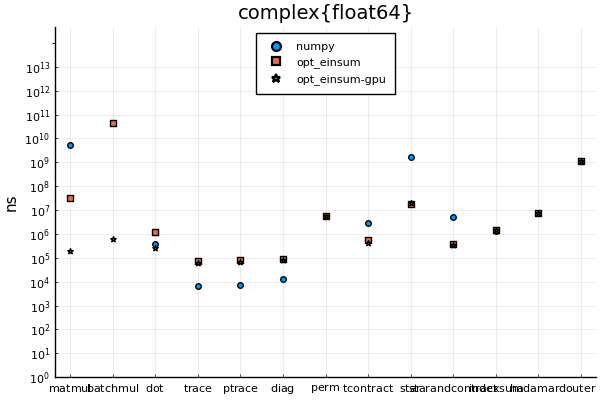 complex{float64}
numpy
opt_einsum
opt_einsum-gpu
10^13
10^12
10^11
10^10
10^9
10^8
10^7
10^6
10^5
10^4
10^3
10^2
10^1
10^0
ns
matmul batchmul dot trace ptrace diag perm tcontract star starandcontract indexsum hadamard outer